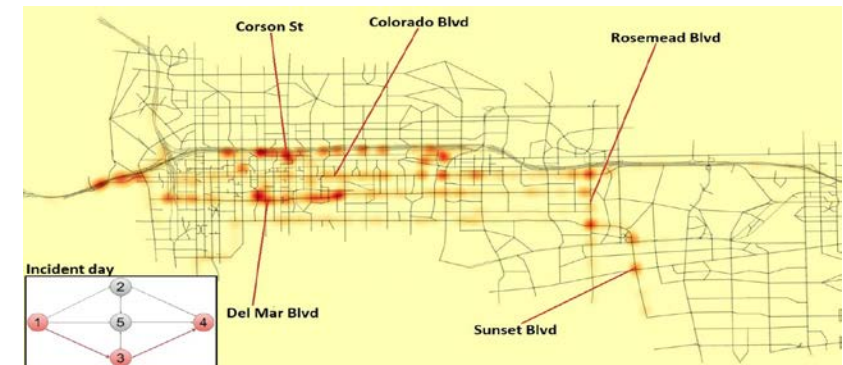 Corson St
Colorado Blvd
Rosemead Blvd
Incident day
2
1
5
4
3
Del Mar Blvd
Sunset Blvd